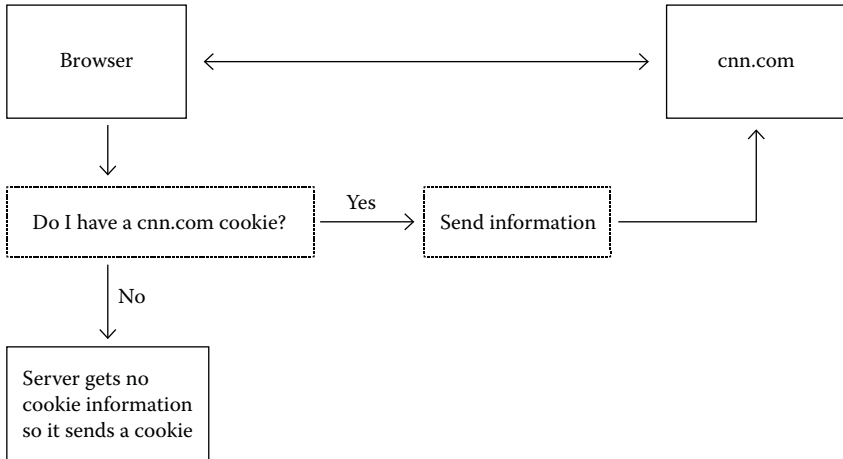 Browser
cnn.com
Do I have a cnn.com cookie?
Yes
Send information
No
Server gets no
cookie information
so it sends a cookie